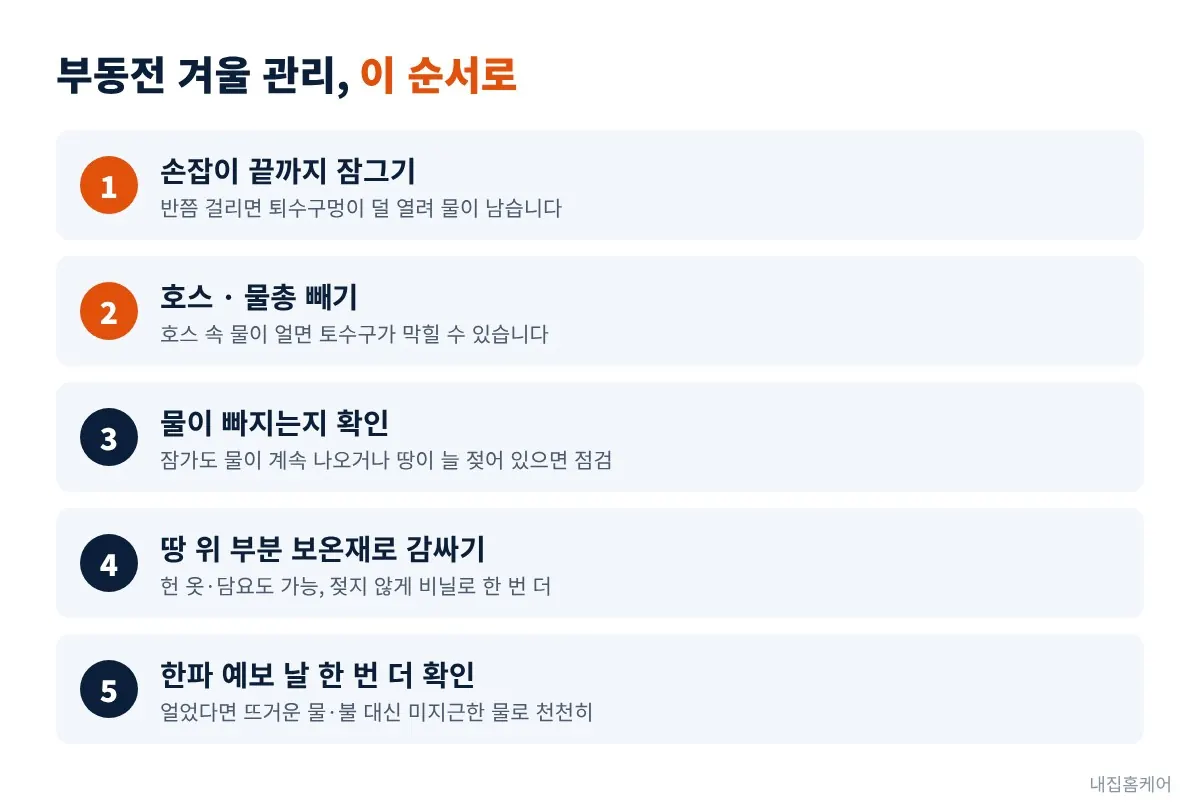 부동전 겨울 관리, 이 순서로
1
손잡이 끝까지 잠그기
반쯤 걸리면 퇴수구멍이 덜 열려 물이 남습니다
2
호스 · 물총 빼기
호스 속 물이 얼면 토수구가 막힐 수 있습니다
3
물이 빠지는지 확인
잠가도 물이 계속 나오거나 땅이 늘 젖어 있으면 점검
4
땅 위 부분 보온재로 감싸기
헌 옷·담요도 가능, 젖지 않게 비닐로 한 번 더
5
한파 예보 날 한 번 더 확인
얼었다면 뜨거운 물·불 대신 미지근한 물로 천천히
내집홈케어